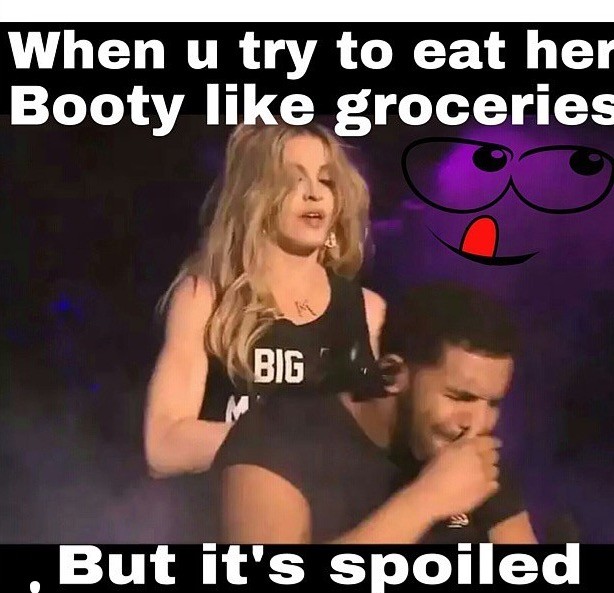 When u try to eat her
Booty like groceries
BIG
, But it's spoiled